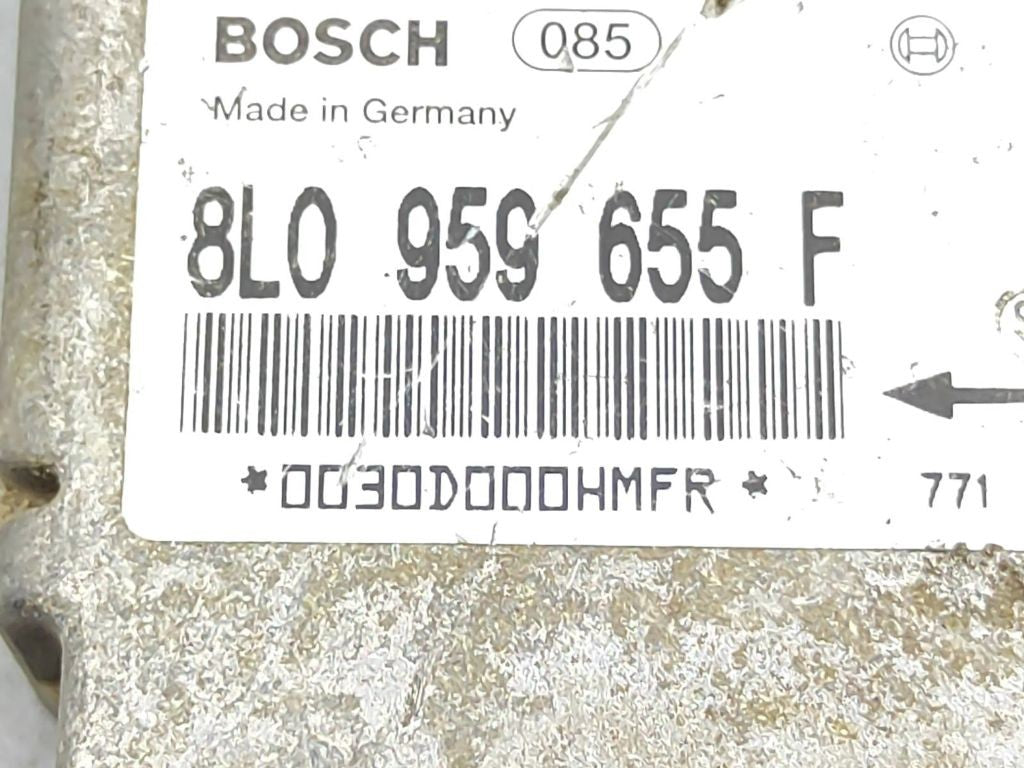 BOSCH 085
Made in Germany
8L0 959 655 F
*0030D000HMFR*
771